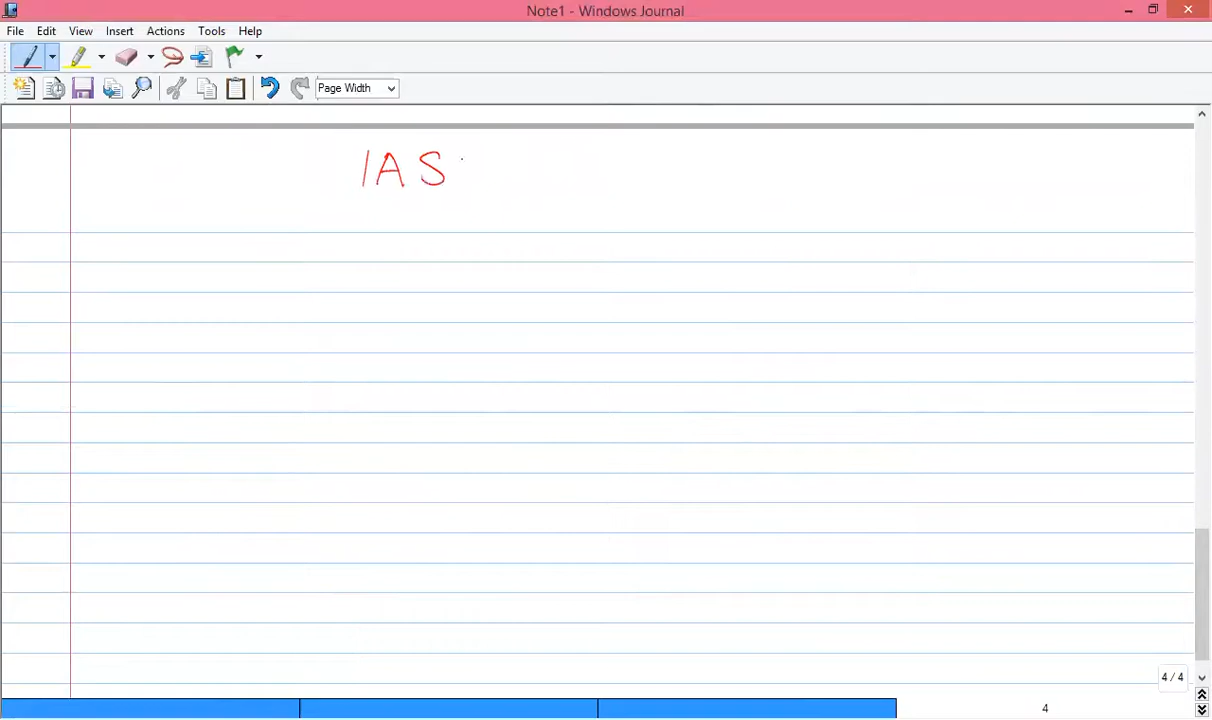 Note1 - Windows Journal
File Edit View Insert Actions Tools Help
Page Width
IAS
4 / 4
4